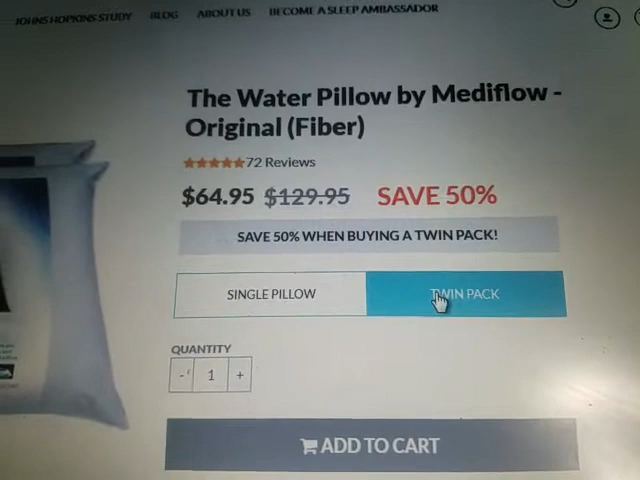 JOHNS HOPKINS STUDY BLOG ABOUT US BECOME A SLEEP AMBASSADOR
The Water Pillow by Mediflow -
Original (Fiber)
72 Reviews
$64.95 $129.95 SAVE 50%
SAVE 50% WHEN BUYING A TWIN PACK!
SINGLE PILLOW TWIN PACK
QUANTITY
- 1 +
ADD TO CART